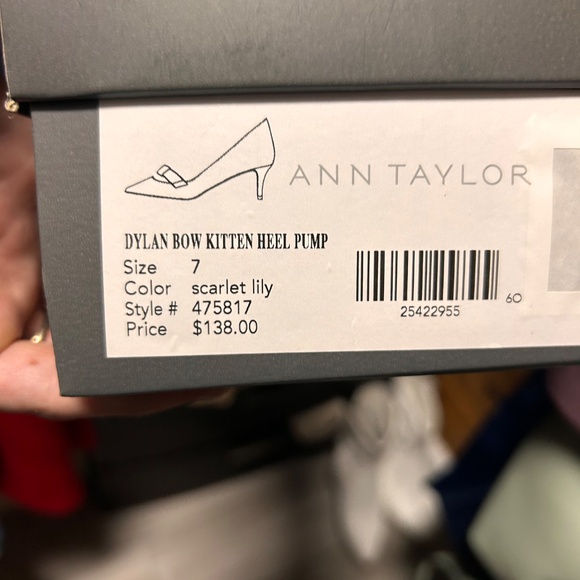 ANN TAYLOR
DYLAN BOW KITTEN HEEL PUMP
Size 7
Color scarlet lily
Style # 475817
Price $138.00
25422955
60